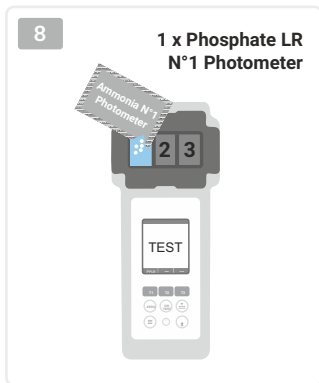 8
1 x Phosphate LR
N°1 Photometer
Ammonia N°1
Photometer
2 3
TEST